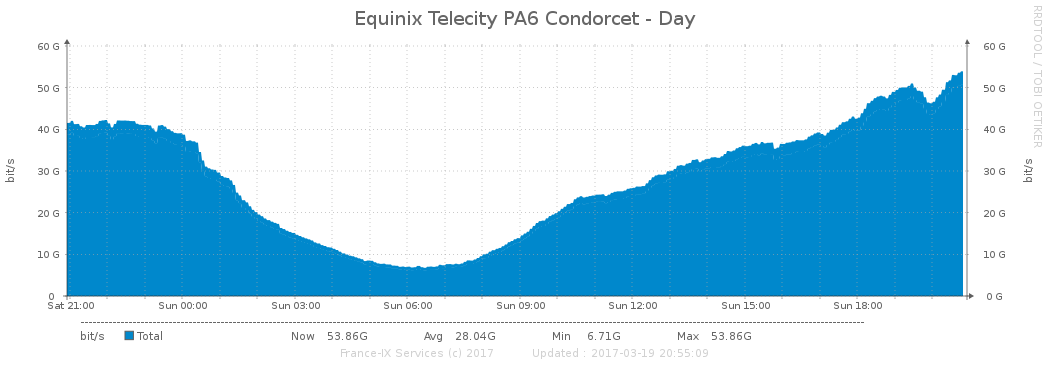 Equinix Telecity PA6 Condorcet - Day
RRDTOOL / TOBI OETIKER
60 G 60 G
50 G 50 G
40 G 40 G
30 G 30 G
20 G 20 G
10 G 10 G
0 0 G
bit/s bit/s
Sat 21:00 Sun 00:00 Sun 03:00 Sun 06:00 Sun 09:00 Sun 12:00 Sun 15:00 Sun 18:00
bit/s Total Now 53.86G Avg 28.04G Min 6.71G Max 53.86G
France-IX Services (c) 2017 Updated : 2017-03-19 20:55:09